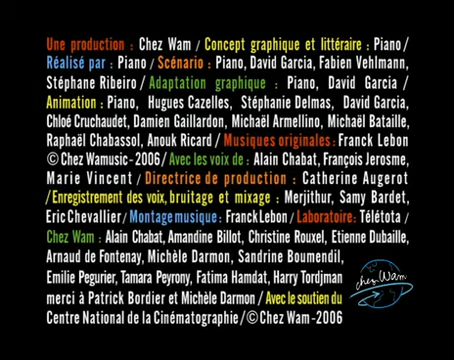 Une production : Chez Wam / Concept graphique et littéraire : Piano /
Réalisé par : Piano / Scénario : Piano, David Garcia, Fabien Vehlmann,
Stéphane Ribeiro / Adaptation graphique : Piano, David Garcia /
Animation : Piano, Hugues Cazelles, Stéphanie Delmas, David Garcia,
Chloé Cruchaudet, Damien Gaillardon, Michaël Armellino, Michaël Bataille,
Raphaël Chabassol, Anouk Ricard / Musiques originales : Franck Lebon
© Chez Wamusic - 2006 / Avec les voix de : Alain Chabat, François Jerosme,
Marie Vincent / Directrice de production : Catherine Augerot
/ Enregistrement des voix, bruitage et mixage : Merjithur, Samy Bardet,
Eric Chevallier / Montage musique : Franck Lebon / Laboratoire : Télétota /
Chez Wam : Alain Chabat, Amandine Billot, Christine Rouxel, Etienne Dubaille,
Arnaud de Fontenay, Michèle Darmon, Sandrine Boumendil,
Emilie Pegurier, Tamara Peyrony, Fatima Hamdat, Harry Tordjman
merci à Patrick Bordier et Michèle Darmon / Avec le soutien du
Centre National de la Cinématographie / © Chez Wam - 2006
chez Wam